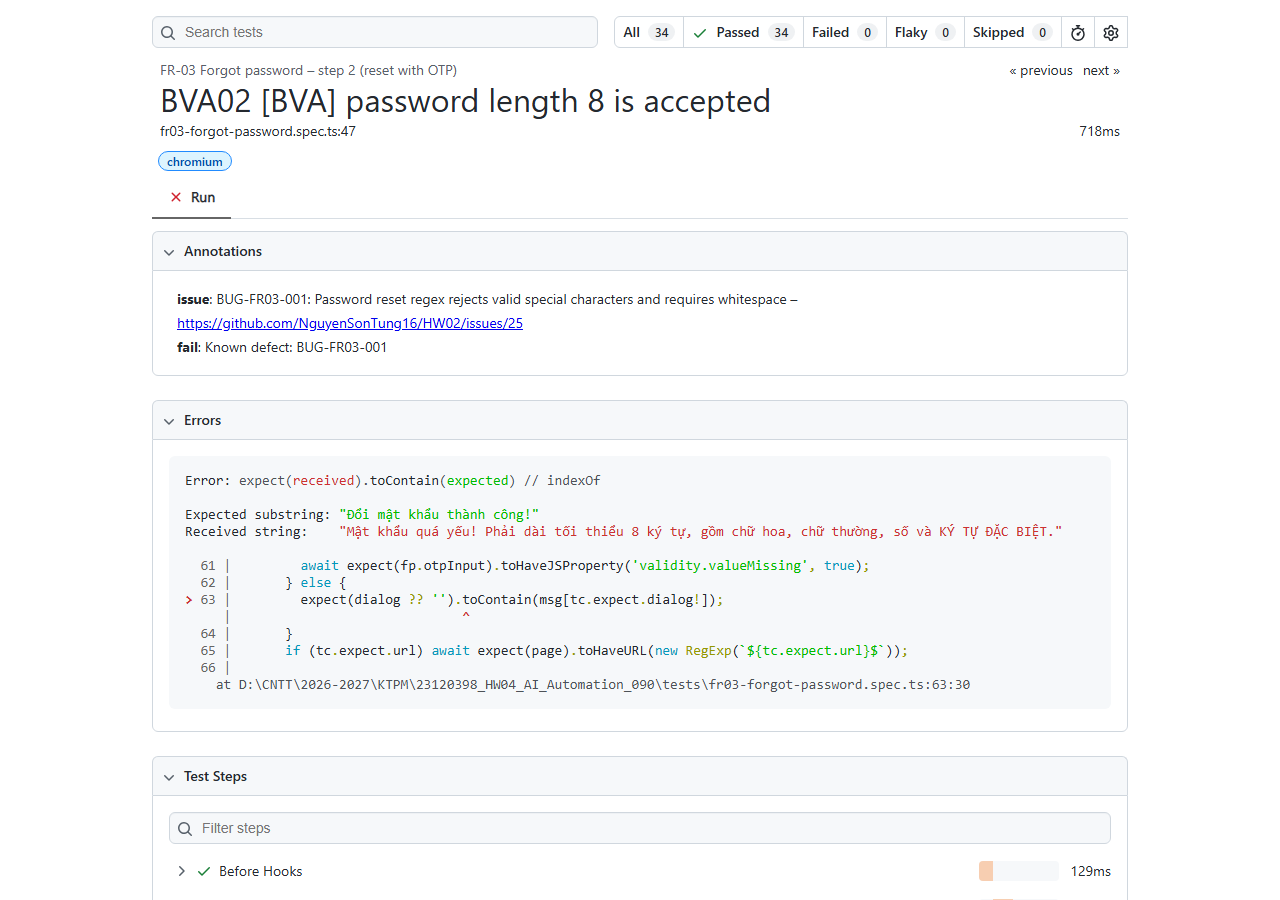 Search tests
All 34 Passed 34 Failed 0 Flaky 0 Skipped 0
FR-03 Forgot password – step 2 (reset with OTP)
« previous next »
BVA02 [BVA] password length 8 is accepted
fr03-forgot-password.spec.ts:47
718ms
chromium
Run
Annotations
issue: BUG-FR03-001: Password reset regex rejects valid special characters and requires whitespace –
https://github.com/NguyenSonTung16/HW02/issues/25
fail: Known defect: BUG-FR03-001
Errors
Error: expect(received).toContain(expected) // indexOf
Expected substring: "Đổi mật khẩu thành công!"
Received string:    "Mật khẩu quá yếu! Phải dài tối thiểu 8 ký tự, gồm chữ hoa, chữ thường, số và KÝ TỰ ĐẶC BIỆT."
  61 |         await expect(fp.otpInput).toHaveJSProperty('validity.valueMissing', true);
  62 |       } else {
> 63 |         expect(dialog ?? '').toContain(msg[tc.expect.dialog!]);
     |                              ^
  64 |       }
  65 |       if (tc.expect.url) await expect(page).toHaveURL(new RegExp(`${tc.expect.url}$`));
  66 |
    at D:\CNTT\2026-2027\KTPM\23120398_HW04_AI_Automation_090\tests\fr03-forgot-password.spec.ts:63:30
Test Steps
Filter steps
Before Hooks
129ms